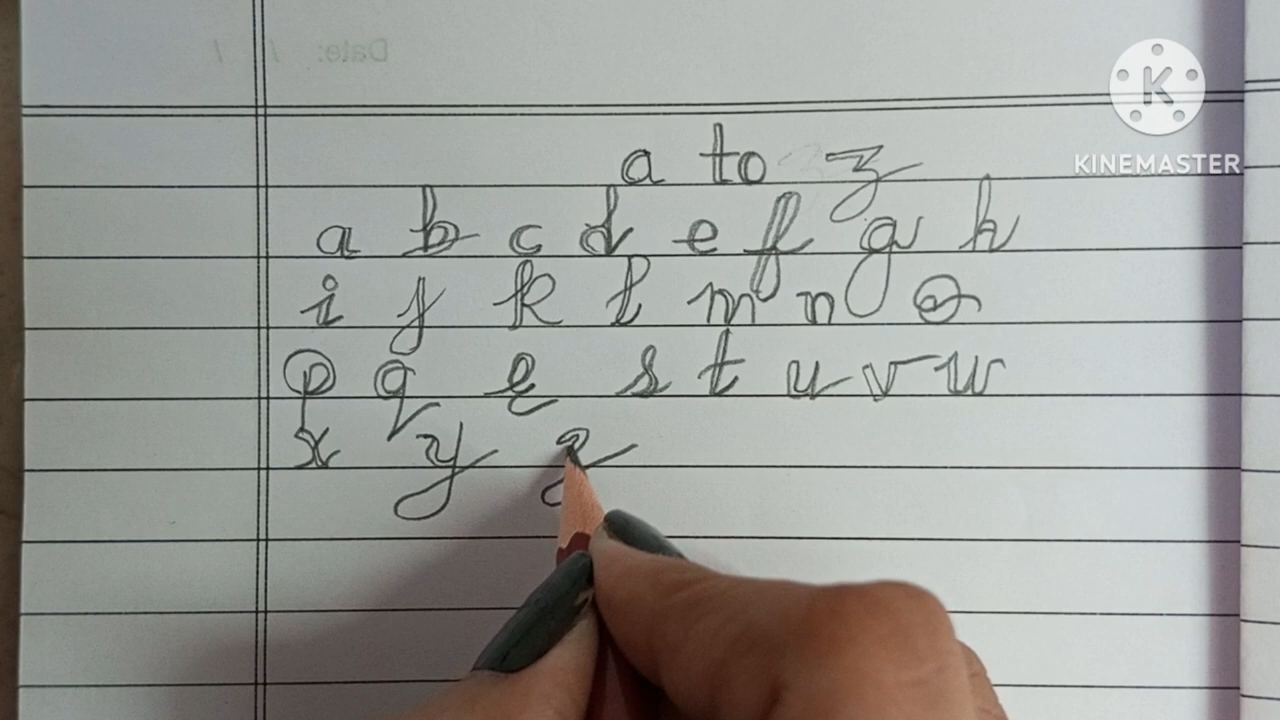 Date: / /
K
KINEMASTER
a to z
a b c d e f g h
i j k l m n o
p q r s t u v w
x y z